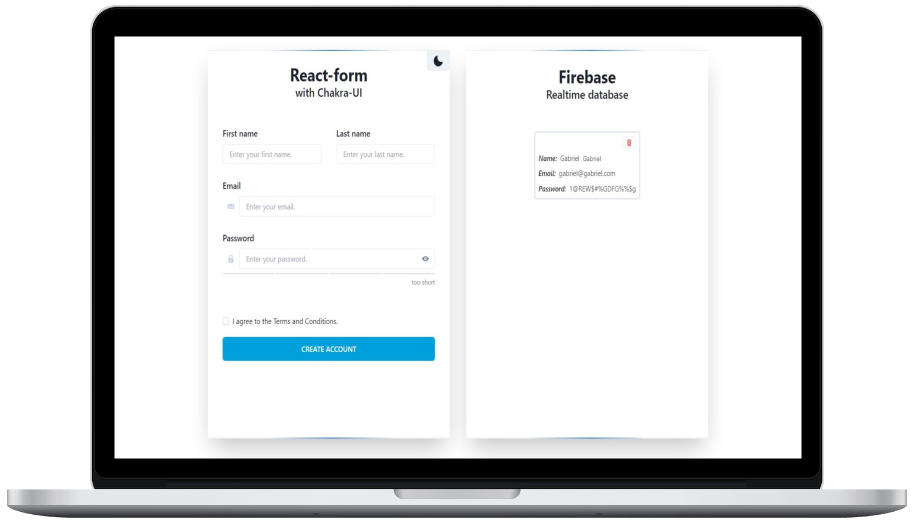 React-form
with Chakra-UI
First name
Last name
Enter your first name.
Enter your last name.
Email
Enter your email.
Password
Enter your password.
too short
I agree to the Terms and Conditions.
CREATE ACCOUNT
Firebase
Realtime database
Name: Gabriel Gabriel
Email: gabriel@gabriel.com
Password: 1@REW$#%GDFG%%$g